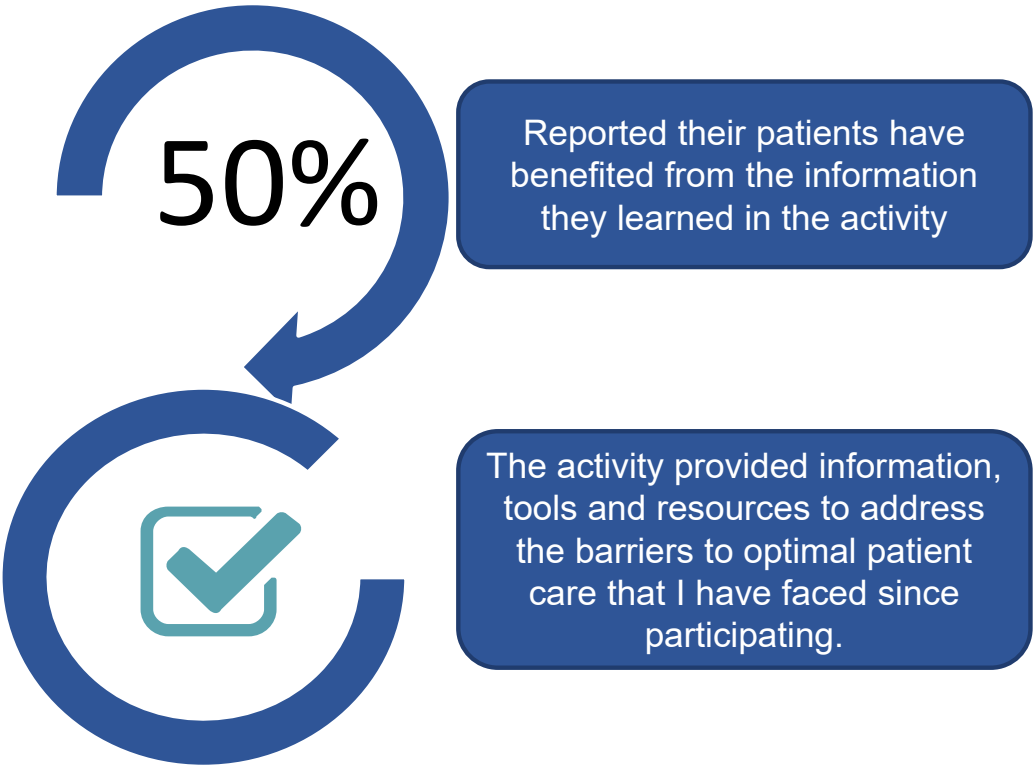 50%
Reported their patients have
benefited from the information
they learned in the activity
The activity provided information,
tools and resources to address
the barriers to optimal patient
care that I have faced since
participating.